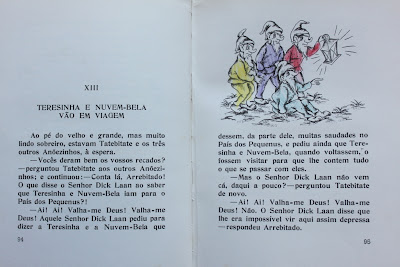 XIII
TERESINHA E NUVEM-BELA
VÃO EM VIAGEM
Ao pé do velho e grande, mas muito
lindo sobreiro, estavam Tatebitate e os três
outros Anõezinhos, à espera.
—Vocês deram bem os vossos recados?
—perguntou Tatebitate aos outros Anõezi-
nhos; e continuou:—Conta lá, Arrebitado!
O que disse o Senhor Dick Laan ao saber
que Teresinha e Nuvem-Bela iam para o
País dos Pequenas?!
—Ai! Ai! Valha-me Deus! Valha-me
Deus! Aquele Senhor Dick Laan pediu para
dizer a Teresinha e a Nuvem-Bela que
94
dessem, da parte dele, muitas saudades no
País dos Pequenas, e pediu ainda que Tere-
sinha e Nuvem-Bela, quando voltassem, o
fossem visitar para que lhe contem tudo
o que se passar com eles.
—Mas o Senhor Dick Laan não vem
cá, daqui a pouco?—perguntou Tatebitate
de novo.
—Ai! Ai! Valha-me Deus! Valha-me
Deus! Não. O Senhor Dick Laan disse que
lhe era impossível vir aqui depressa
—respondeu Arrebitado.
95